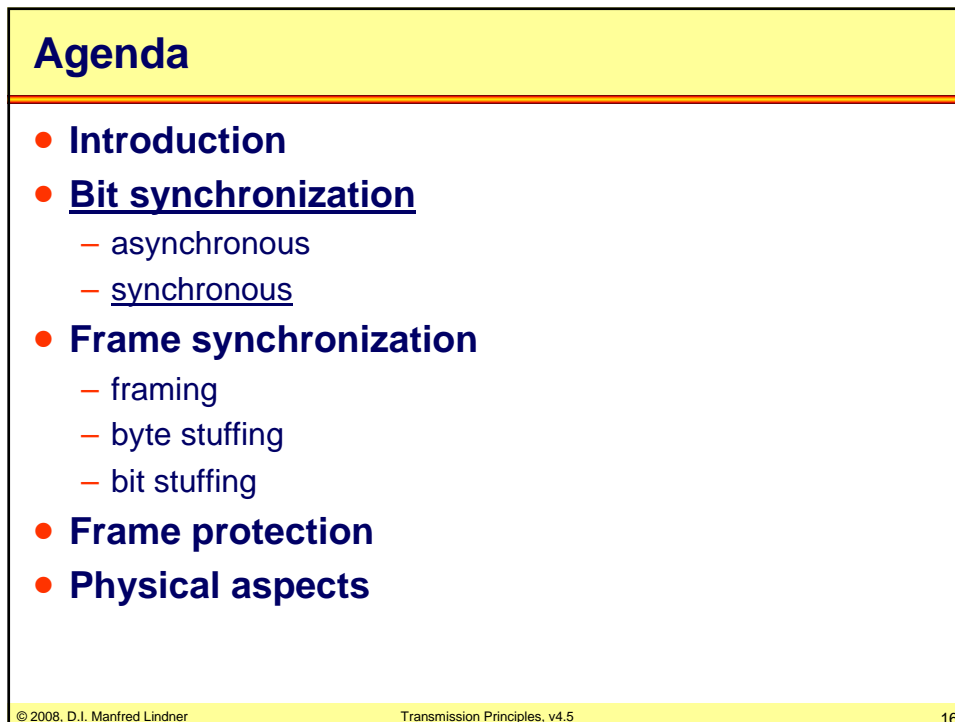 Agenda
• Introduction
• Bit synchronization
– asynchronous
– synchronous
• Frame synchronization
– framing
– byte stuffing
– bit stuffing
• Frame protection
• Physical aspects
© 2008, D.I. Manfred Lindner Transmission Principles, v4.5 16